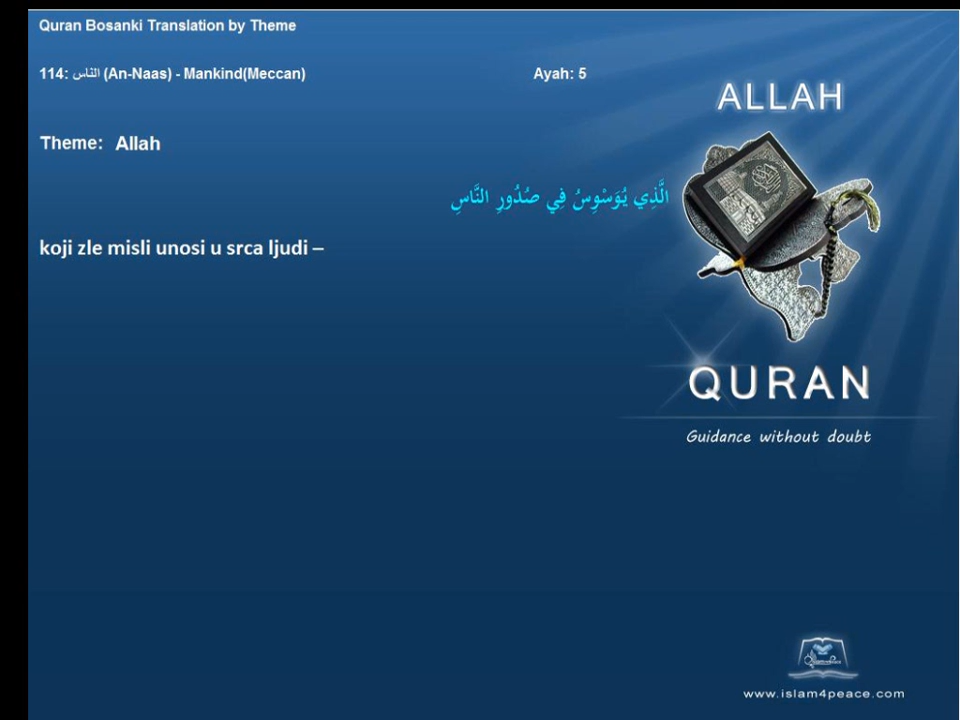 Quran Bosanki Translation by Theme
114: الناس (An-Naas) - Mankind(Meccan) Ayah: 5
ALLAH
Theme: Allah
الَّذِي يُوَسْوِسُ فِي صُدُورِ النَّاسِ
koji zle misli unosi u srca ljudi –
QURAN
Guidance without doubt
www.islam4peace.com